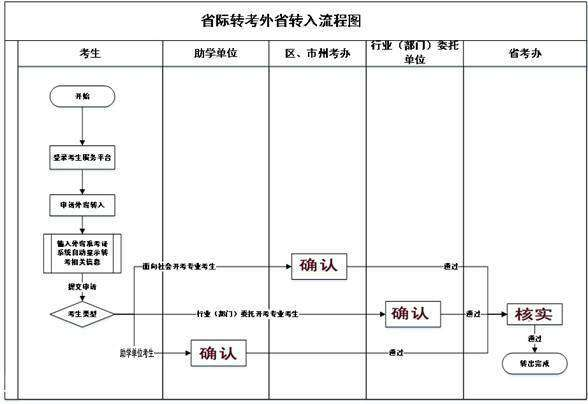 省际转考外省转入流程图
考生
助学单位
区、市州考办
行业（部门）委托
单位
省考办
开始
登录考生服务平台
申请外省转入
输入外省准考证
系统自动显示转
考相关信息
提交申请
考生类型
面向社会开考专业考生
确认
通过
行业（部门）委托开考专业考生
确认
通过
核实
助学单位考生
确认
通过
通过
转出完成